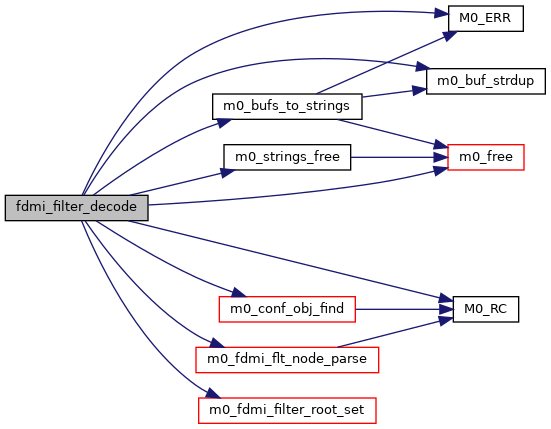 M0_ERR
m0_buf_strdup
m0_bufs_to_strings
m0_strings_free
m0_free
fdmi_filter_decode
m0_conf_obj_find
M0_RC
m0_fdmi_flt_node_parse
m0_fdmi_filter_root_set